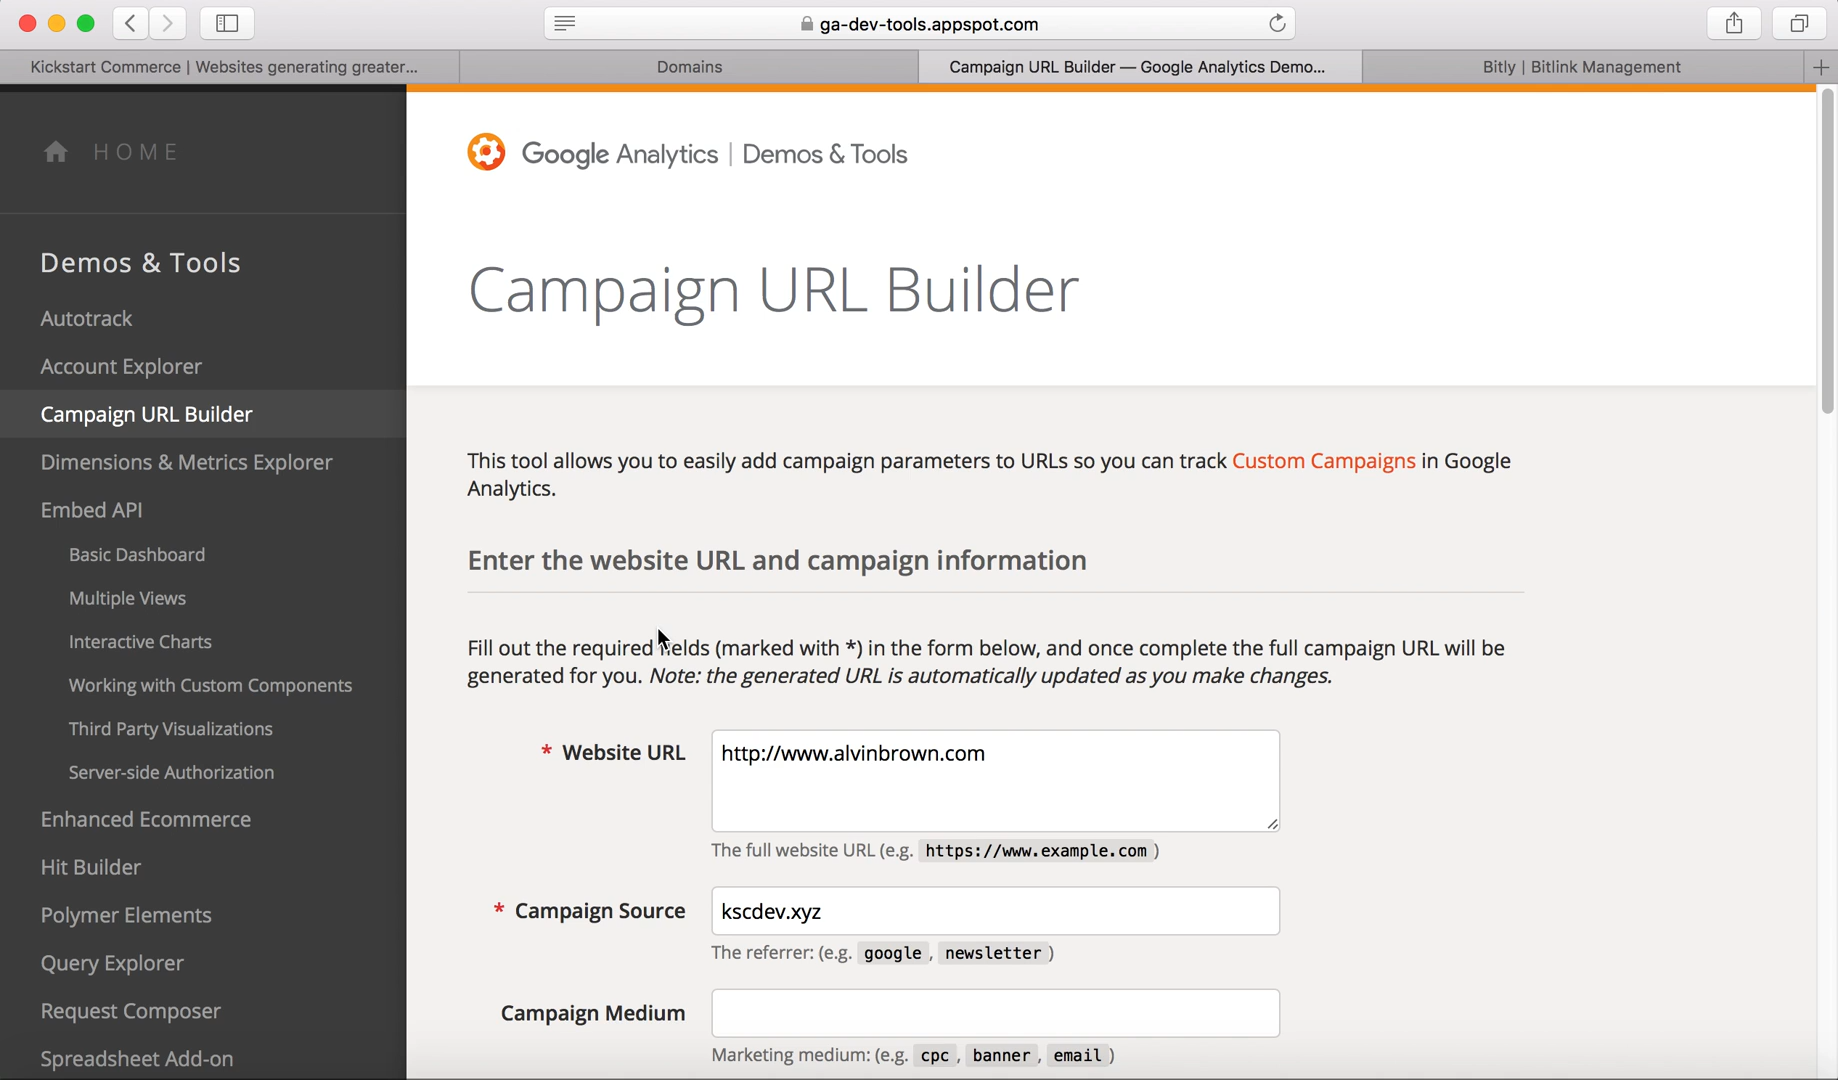 ga-dev-tools.appspot.com
Kickstart Commerce | Websites generating greater...
Domains
Campaign URL Builder — Google Analytics Demo...
Bitly | Bitlink Management
HOME
Demos & Tools
Autotrack
Account Explorer
Campaign URL Builder
Dimensions & Metrics Explorer
Embed API
Basic Dashboard
Multiple Views
Interactive Charts
Working with Custom Components
Third Party Visualizations
Server-side Authorization
Enhanced Ecommerce
Hit Builder
Polymer Elements
Query Explorer
Request Composer
Spreadsheet Add-on
Google Analytics | Demos & Tools
Campaign URL Builder
This tool allows you to easily add campaign parameters to URLs so you can track Custom Campaigns in Google
Analytics.
Enter the website URL and campaign information
Fill out the required fields (marked with *) in the form below, and once complete the full campaign URL will be
generated for you. Note: the generated URL is automatically updated as you make changes.
* Website URL
http://www.alvinbrown.com
The full website URL (e.g. https://www.example.com )
* Campaign Source
kscdev.xyz
The referrer: (e.g. google , newsletter )
Campaign Medium
Marketing medium: (e.g. cpc , banner , email )